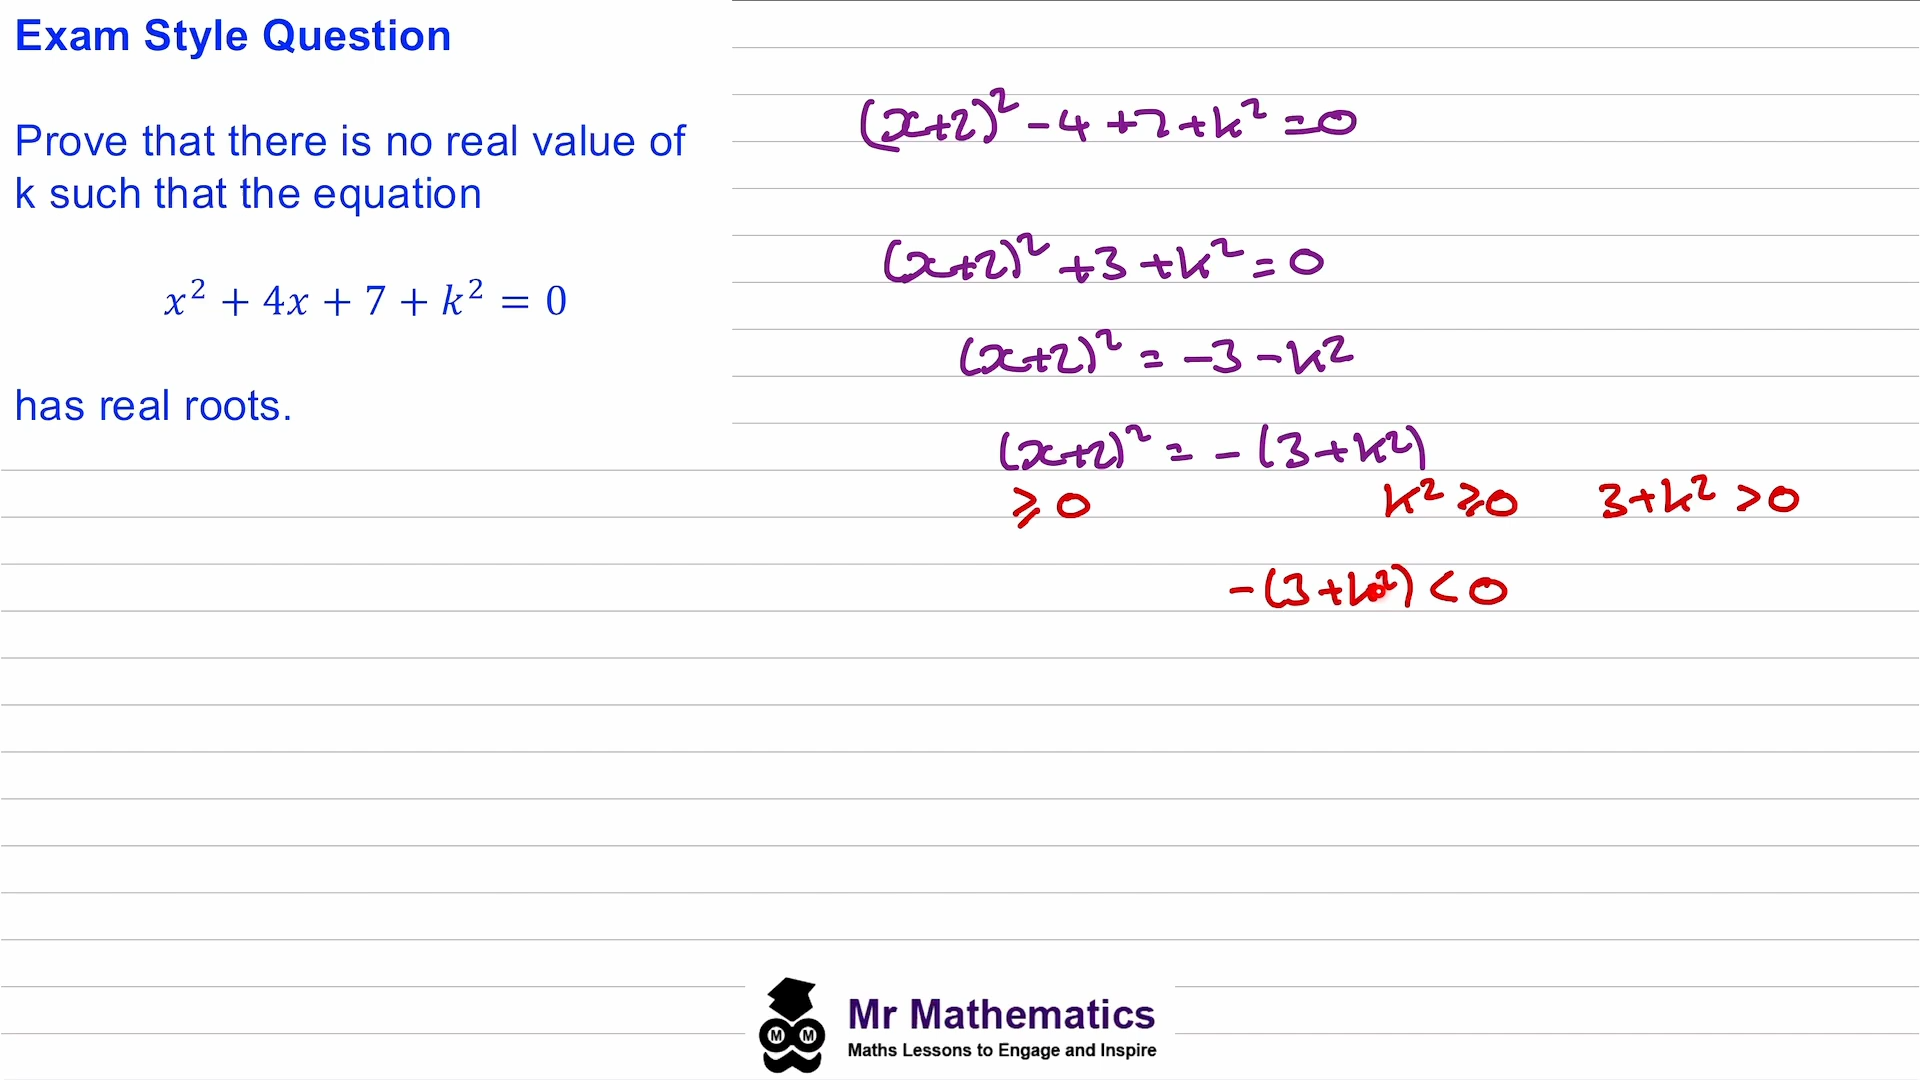 Exam Style Question
Prove that there is no real value of
k such that the equation
x² + 4x + 7 + k² = 0
has real roots.
(x+2)² - 4 + 7 + k² = 0
(x+2)² + 3 + k² = 0
(x+2)² = -3 - k²
(x+2)² = - (3 + k²)
≥ 0 k² ≥ 0 3 + k² > 0
- (3 + k²) < 0
M M
Mr Mathematics
Maths Lessons to Engage and Inspire